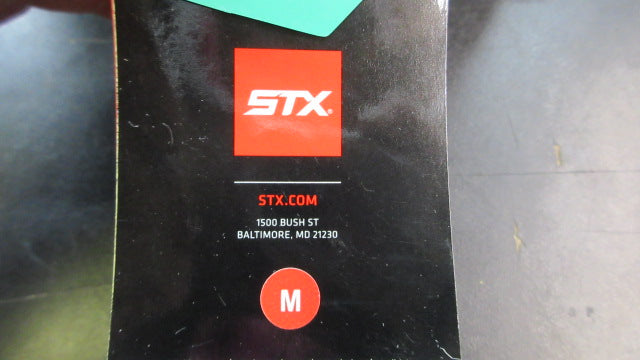 STX®
STX.COM
1500 BUSH ST
BALTIMORE, MD 21230
M